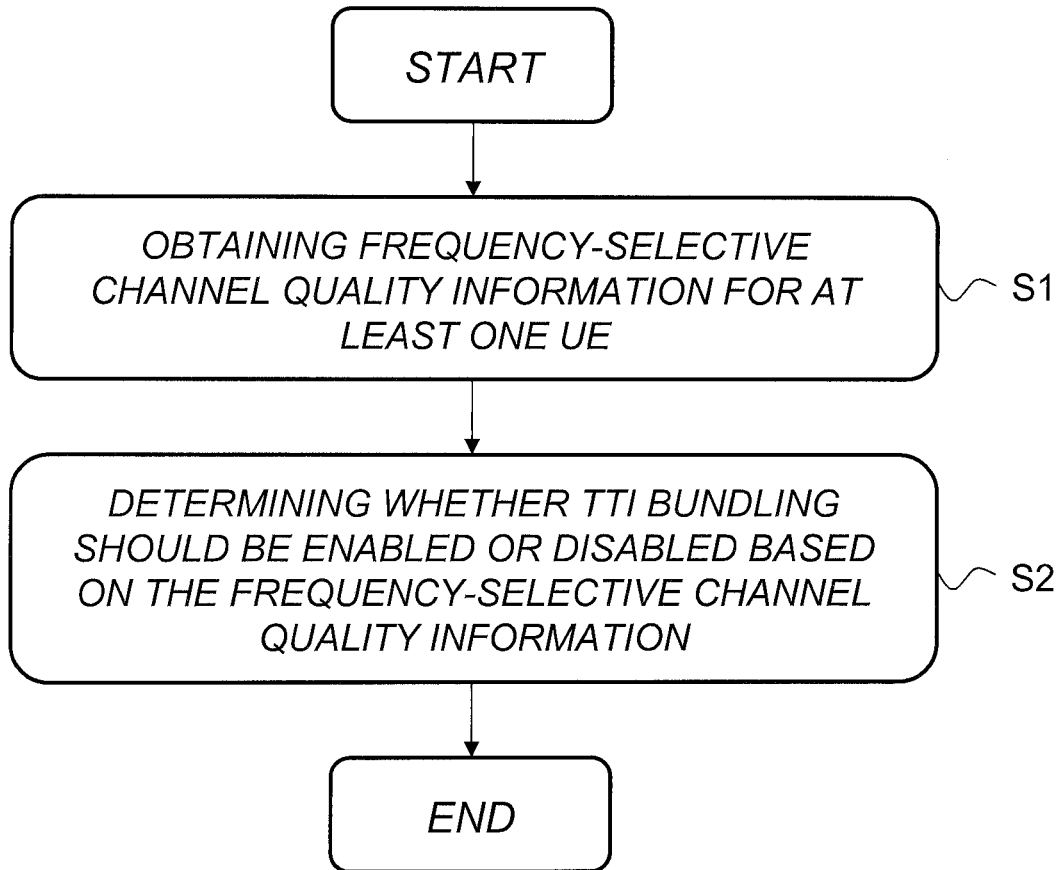 START
OBTAINING FREQUENCY-SELECTIVE
CHANNEL QUALITY INFORMATION FOR AT
LEAST ONE UE
S1
DETERMINING WHETHER TTI BUNDLING
SHOULD BE ENABLED OR DISABLED BASED
ON THE FREQUENCY-SELECTIVE CHANNEL
QUALITY INFORMATION
S2
END